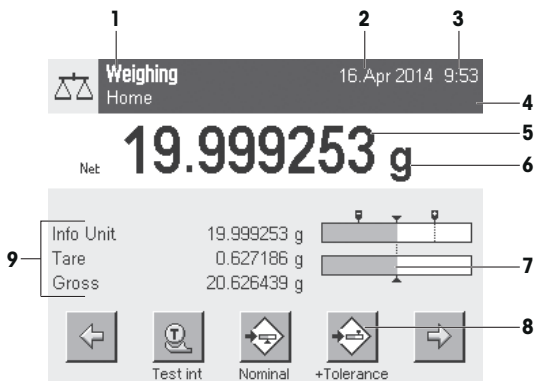 1 2 3
Weighing 16.Apr 2014 9:53
Home
4
5
Net 19.999253 g
6
Info Unit 19.999253 g
9 Tare 0.627186 g 7
Gross 20.626439 g
8
T
Test int Nominal +Tolerance